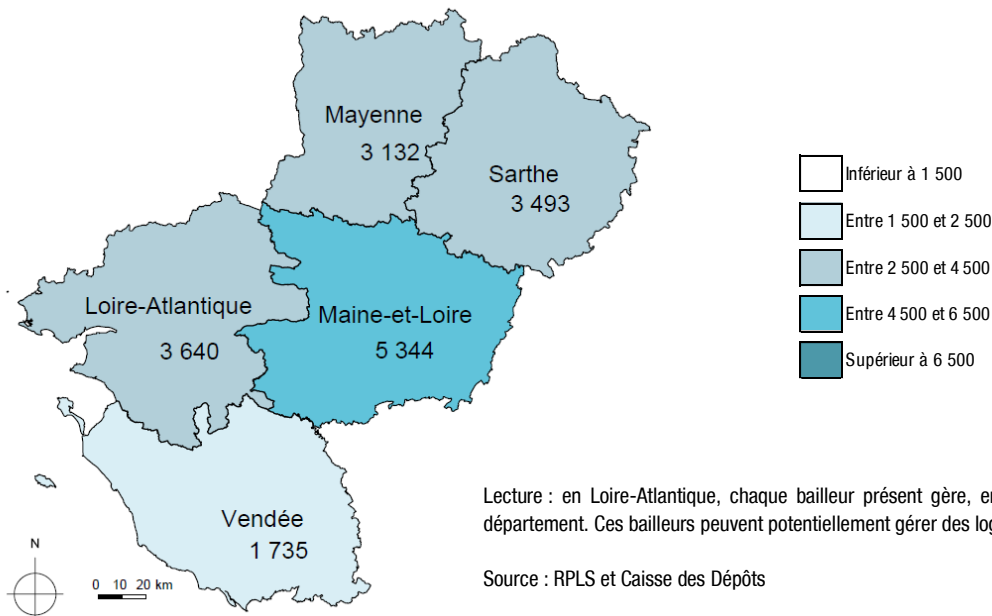 Mayenne
3 132
Sarthe
3 493
Loire-Atlantique
3 640
Maine-et-Loire
5 344
Vendée
1 735
Inférieur à 1 500
Entre 1 500 et 2 500
Entre 2 500 et 4 500
Entre 4 500 et 6 500
Supérieur à 6 500
Lecture : en Loire-Atlantique, chaque bailleur présent gère, en
département. Ces bailleurs peuvent potentiellement gérer des log
Source : RPLS et Caisse des Dépôts
N
0 10 20 km